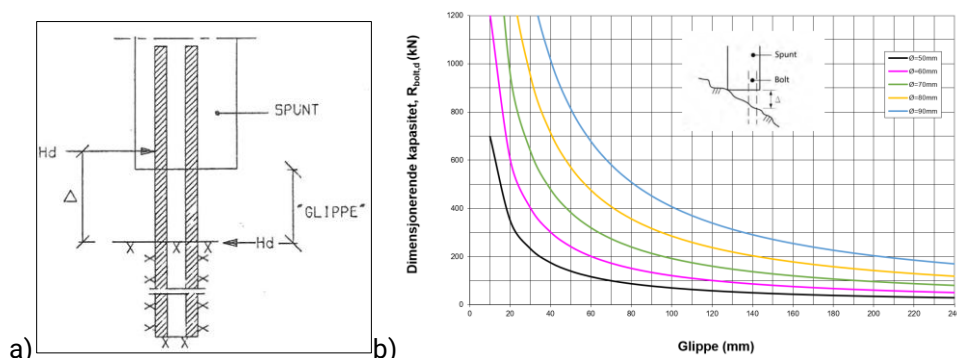 SPUNT
Hd
Δ
"GLIPPE"
Hd
a)
b)
Dimensjonerende kapasitet, R_bolt,d (kN)
1200
1000
800
600
400
200
0
0 20 40 60 80 100 120 140 160 180 200 220 240
Glippe (mm)
Spunt
Bolt
Δ
Ø=50mm
Ø=60mm
Ø=70mm
Ø=80mm
Ø=90mm